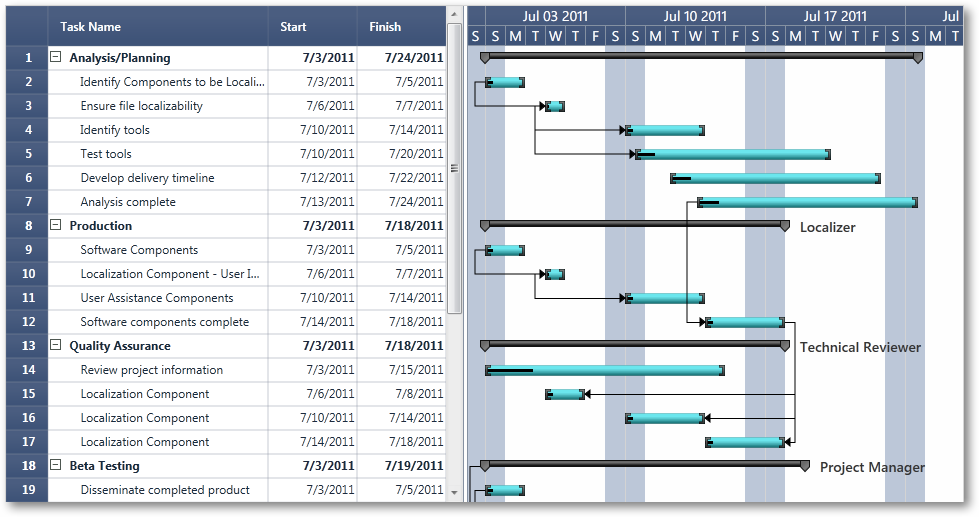 Task Name Start Finish Jul 03 2011 Jul 10 2011 Jul 17 2011 Jul
S S M T W T F S S M T W T F S S M T W T F S S M T
1 Analysis/Planning 7/3/2011 7/24/2011
2 Identify Components to be Locali... 7/3/2011 7/5/2011
3 Ensure file localizability 7/6/2011 7/7/2011
4 Identify tools 7/10/2011 7/14/2011
5 Test tools 7/10/2011 7/20/2011
6 Develop delivery timeline 7/12/2011 7/22/2011
7 Analysis complete 7/13/2011 7/24/2011
8 Production 7/3/2011 7/18/2011 Localizer
9 Software Components 7/3/2011 7/5/2011
10 Localization Component - User I... 7/6/2011 7/7/2011
11 User Assistance Components 7/10/2011 7/14/2011
12 Software components complete 7/14/2011 7/18/2011
13 Quality Assurance 7/3/2011 7/18/2011 Technical Reviewer
14 Review project information 7/3/2011 7/15/2011
15 Localization Component 7/6/2011 7/8/2011
16 Localization Component 7/10/2011 7/14/2011
17 Localization Component 7/14/2011 7/18/2011
18 Beta Testing 7/3/2011 7/19/2011 Project Manager
19 Disseminate completed product 7/3/2011 7/5/2011